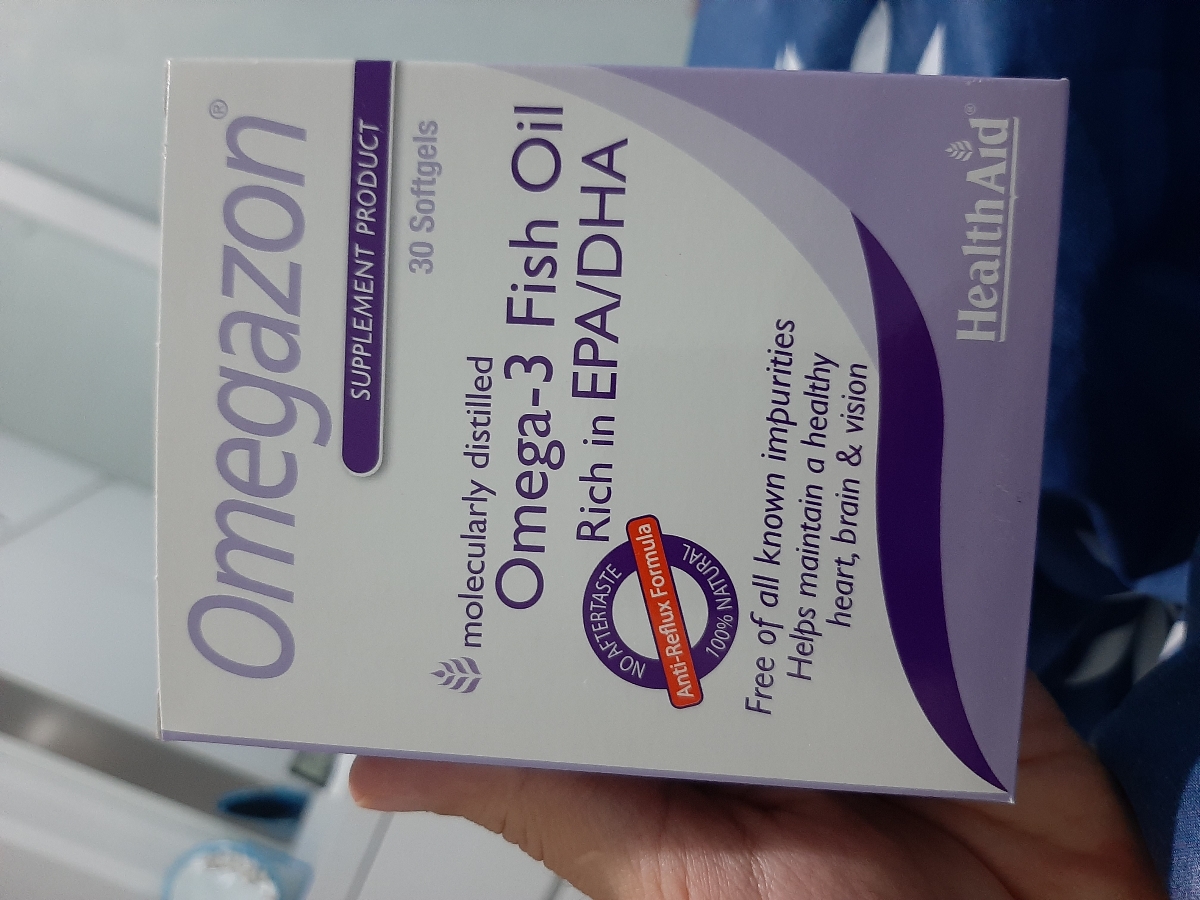 Omegazon®
SUPPLEMENT PRODUCT
30 Softgels
molecularly distilled
Omega-3 Fish Oil
Rich in EPA/DHA
NO AFTERTASTE
Anti-Reflux Formula
100% NATURAL
Free of all known impurities
Helps maintain a healthy
heart, brain & vision
HealthAid®